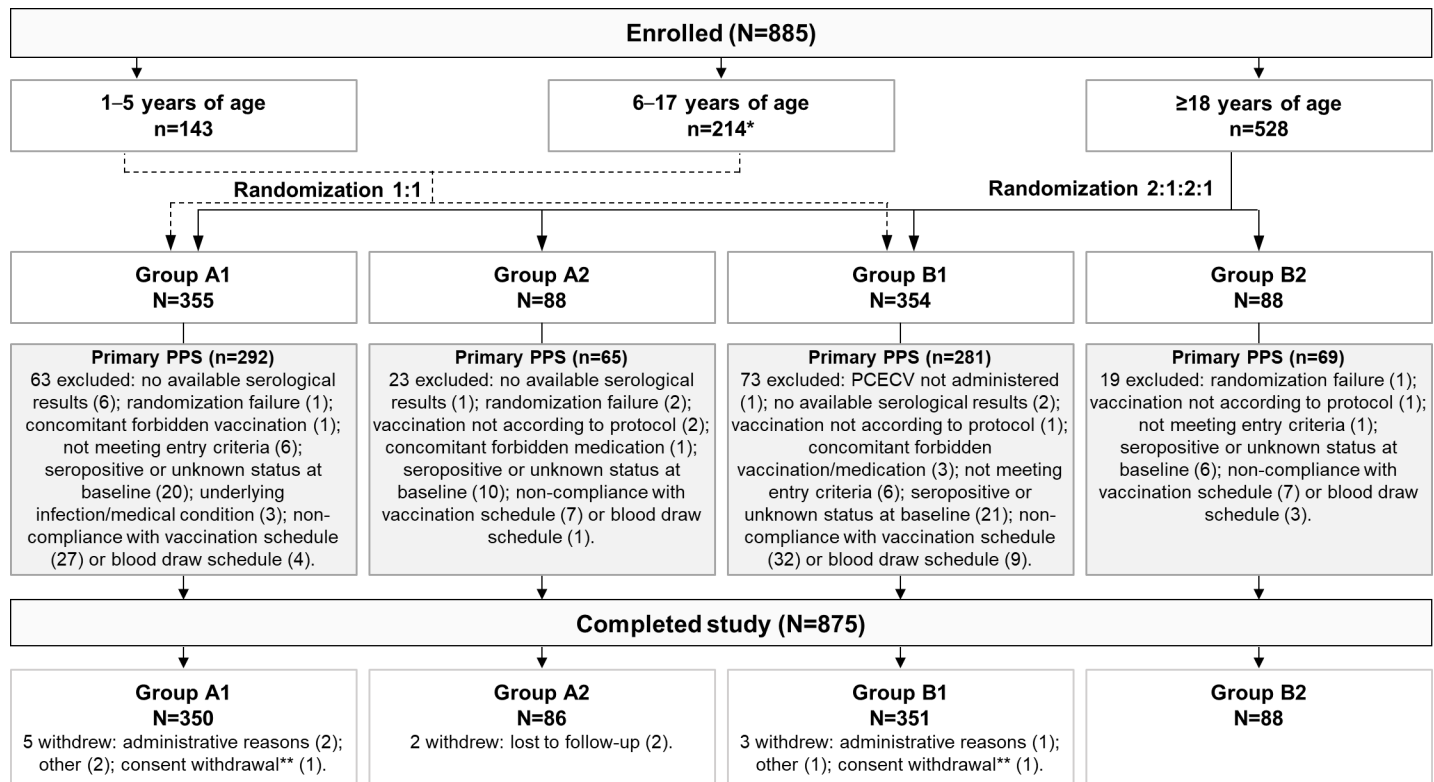 Enrolled (N=885)
1–5 years of age
n=143
6–17 years of age
n=214*
≥18 years of age
n=528
Randomization 1:1
Randomization 2:1:2:1
Group A1
N=355
Group A2
N=88
Group B1
N=354
Group B2
N=88
Primary PPS (n=292)
63 excluded: no available serological
results (6); randomization failure (1);
concomitant forbidden vaccination (1);
not meeting entry criteria (6);
seropositive or unknown status at
baseline (20); underlying
infection/medical condition (3); non-
compliance with vaccination schedule
(27) or blood draw schedule (4).
Primary PPS (n=65)
23 excluded: no available serological
results (1); randomization failure (2);
vaccination not according to protocol (2);
concomitant forbidden medication (1);
seropositive or unknown status at
baseline (10); non-compliance with
vaccination schedule (7) or blood draw
schedule (1).
Primary PPS (n=281)
73 excluded: PCECV not administered
(1); no available serological results (2);
vaccination not according to protocol (1);
concomitant forbidden
vaccination/medication (3); not meeting
entry criteria (6); seropositive or
unknown status at baseline (21); non-
compliance with vaccination schedule
(32) or blood draw schedule (9).
Primary PPS (n=69)
19 excluded: randomization failure (1);
vaccination not according to protocol (1);
not meeting entry criteria (1);
seropositive or unknown status at
baseline (6); non-compliance with
vaccination schedule (7) or blood draw
schedule (3).
Completed study (N=875)
Group A1
N=350
5 withdrew: administrative reasons (2);
other (2); consent withdrawal** (1).
Group A2
N=86
2 withdrew: lost to follow-up (2).
Group B1
N=351
3 withdrew: administrative reasons (1);
other (1); consent withdrawal** (1).
Group B2
N=88